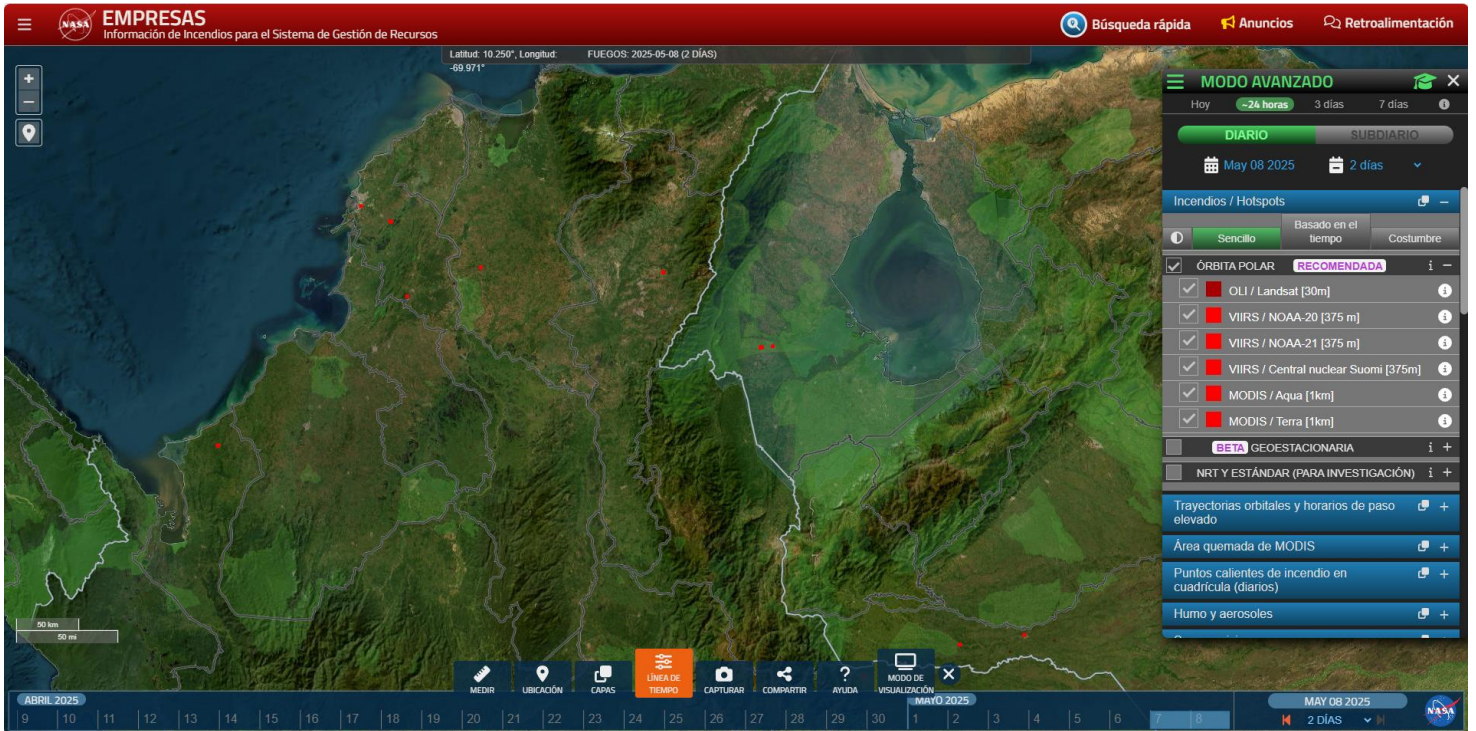 NASA
EMPRESAS
Información de Incendios para el Sistema de Gestión de Recursos
Búsqueda rápida
Anuncios
Retroalimentación
Latitud: 10.250°, Longitud:
-69.971°
FUEGOS: 2025-05-08 (2 DÍAS)
+
−
MODO AVANZADO
Hoy ~24 horas 3 días 7 días
DIARIO SUBDIARIO
May 08 2025 2 días
Incendios / Hotspots
Sencillo
Basado en el
tiempo
Costumbre
ÓRBITA POLAR RECOMENDADA
OLI / Landsat [30m]
VIIRS / NOAA-20 [375 m]
VIIRS / NOAA-21 [375 m]
VIIRS / Central nuclear Suomi [375m]
MODIS / Aqua [1km]
MODIS / Terra [1km]
BETA GEOESTACIONARIA
NRT Y ESTÁNDAR (PARA INVESTIGACIÓN)
Trayectorias orbitales y horarios de paso
elevado
Área quemada de MODIS
Puntos calientes de incendio en
cuadrícula (diarios)
Humo y aerosoles
50 km
50 mi
MEDIR
UBICACIÓN
CAPAS
LÍNEA DE
TIEMPO
CAPTURAR
COMPARTIR
AYUDA
MODO DE
VISUALIZACIÓN
ABRIL 2025
MAYO 2025
9 10 11 12 13 14 15 16 17 18 19 20 21 22 23 24 25 26 27 28 29 30 1 2 3 4 5 6 7 8
MAY 08 2025
2 DÍAS
NASA